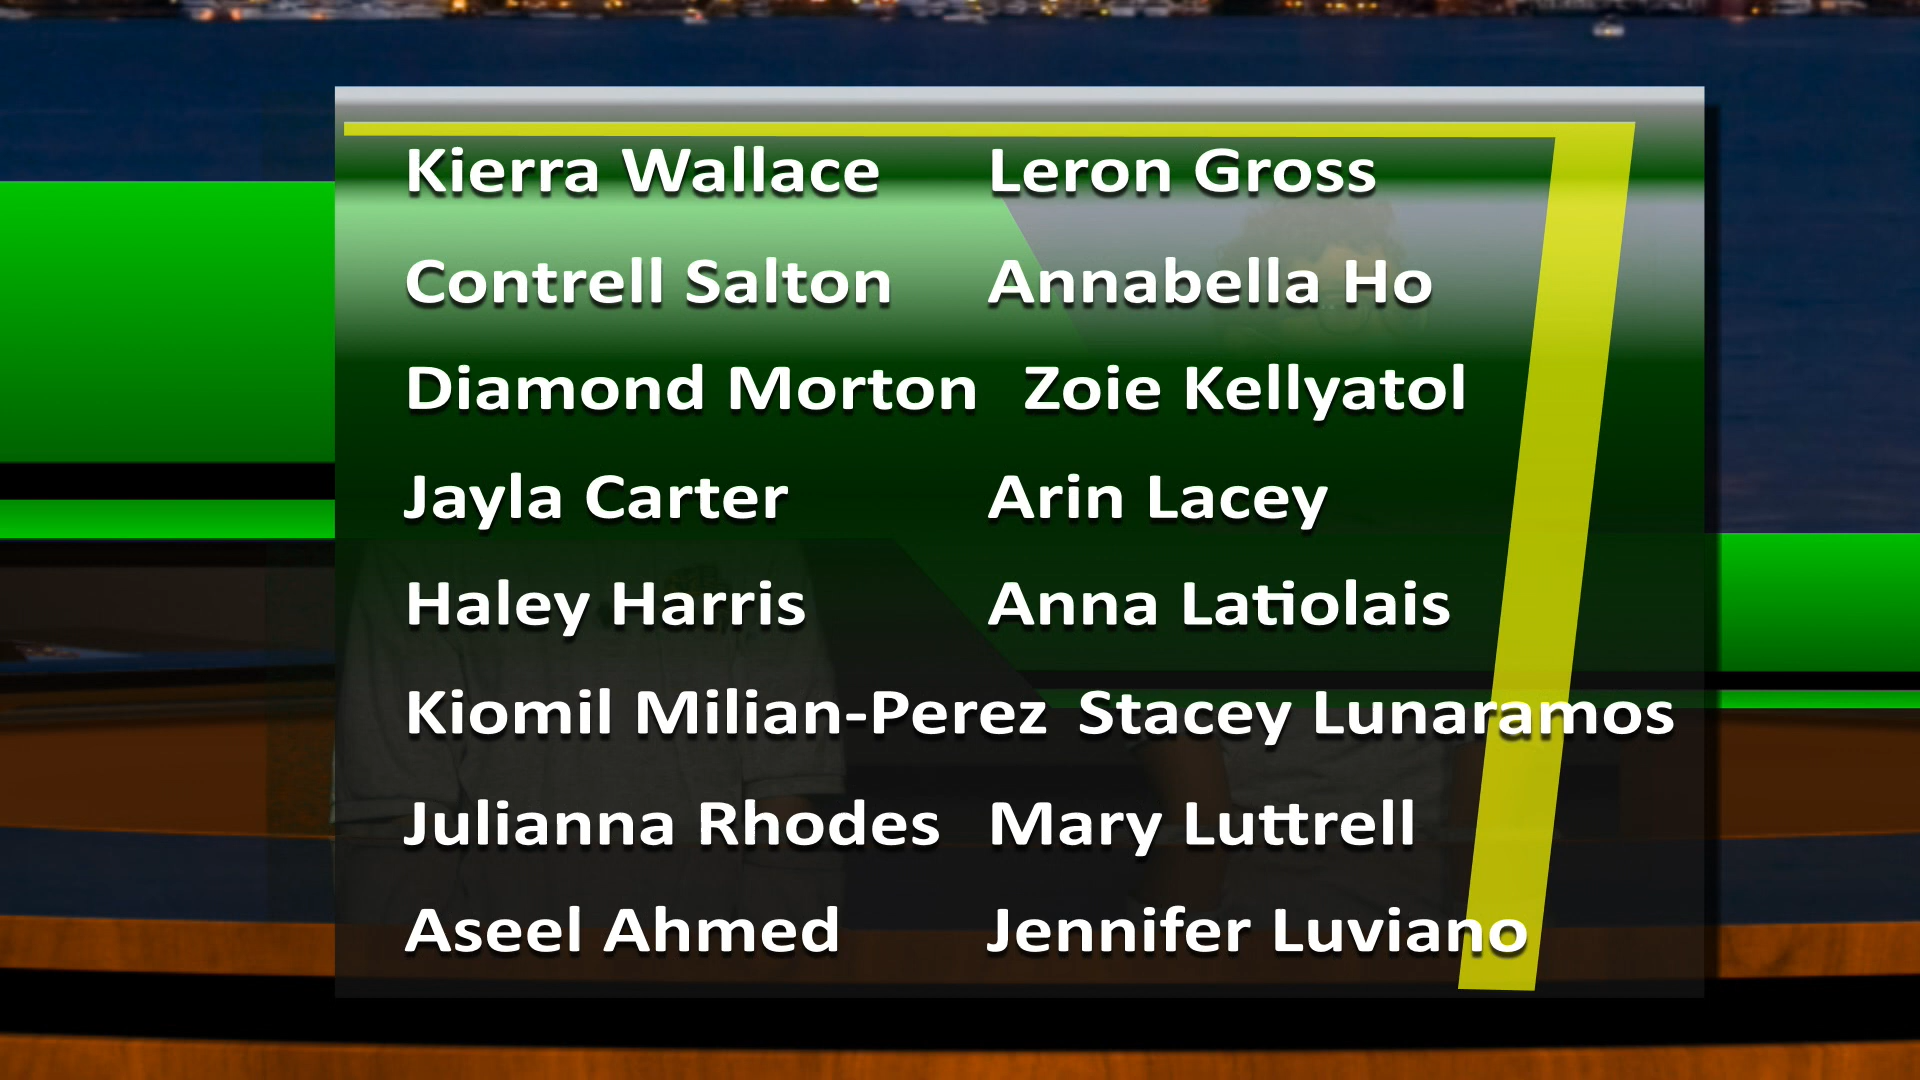 Kierra Wallace Leron Gross
Contrell Salton Annabella Ho
Diamond Morton Zoie Kellyatol
Jayla Carter Arin Lacey
Haley Harris Anna Latiolais
Kiomil Milian-Perez Stacey Lunaramos
Julianna Rhodes Mary Luttrell
Aseel Ahmed Jennifer Luviano